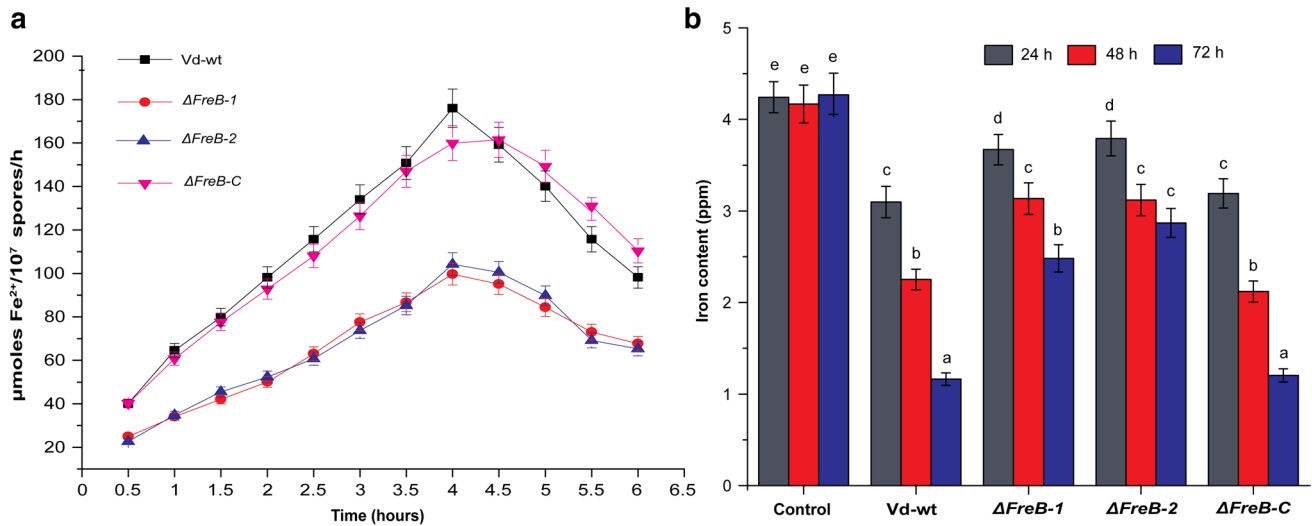 a
200
180
160
140
120
100
80
60
40
20
0 0.5 1 1.5 2 2.5 3 3.5 4 4.5 5 5.5 6 6.5
µmoles Fe²⁺/10⁷ spores/h
Time (hours)
Vd-wt
ΔFreB-1
ΔFreB-2
ΔFreB-C
b
5
4
3
2
1
0
Iron content (ppm)
24 h 48 h 72 h
e e e
c b a
d c b
d c c
c b a
Control Vd-wt ΔFreB-1 ΔFreB-2 ΔFreB-C